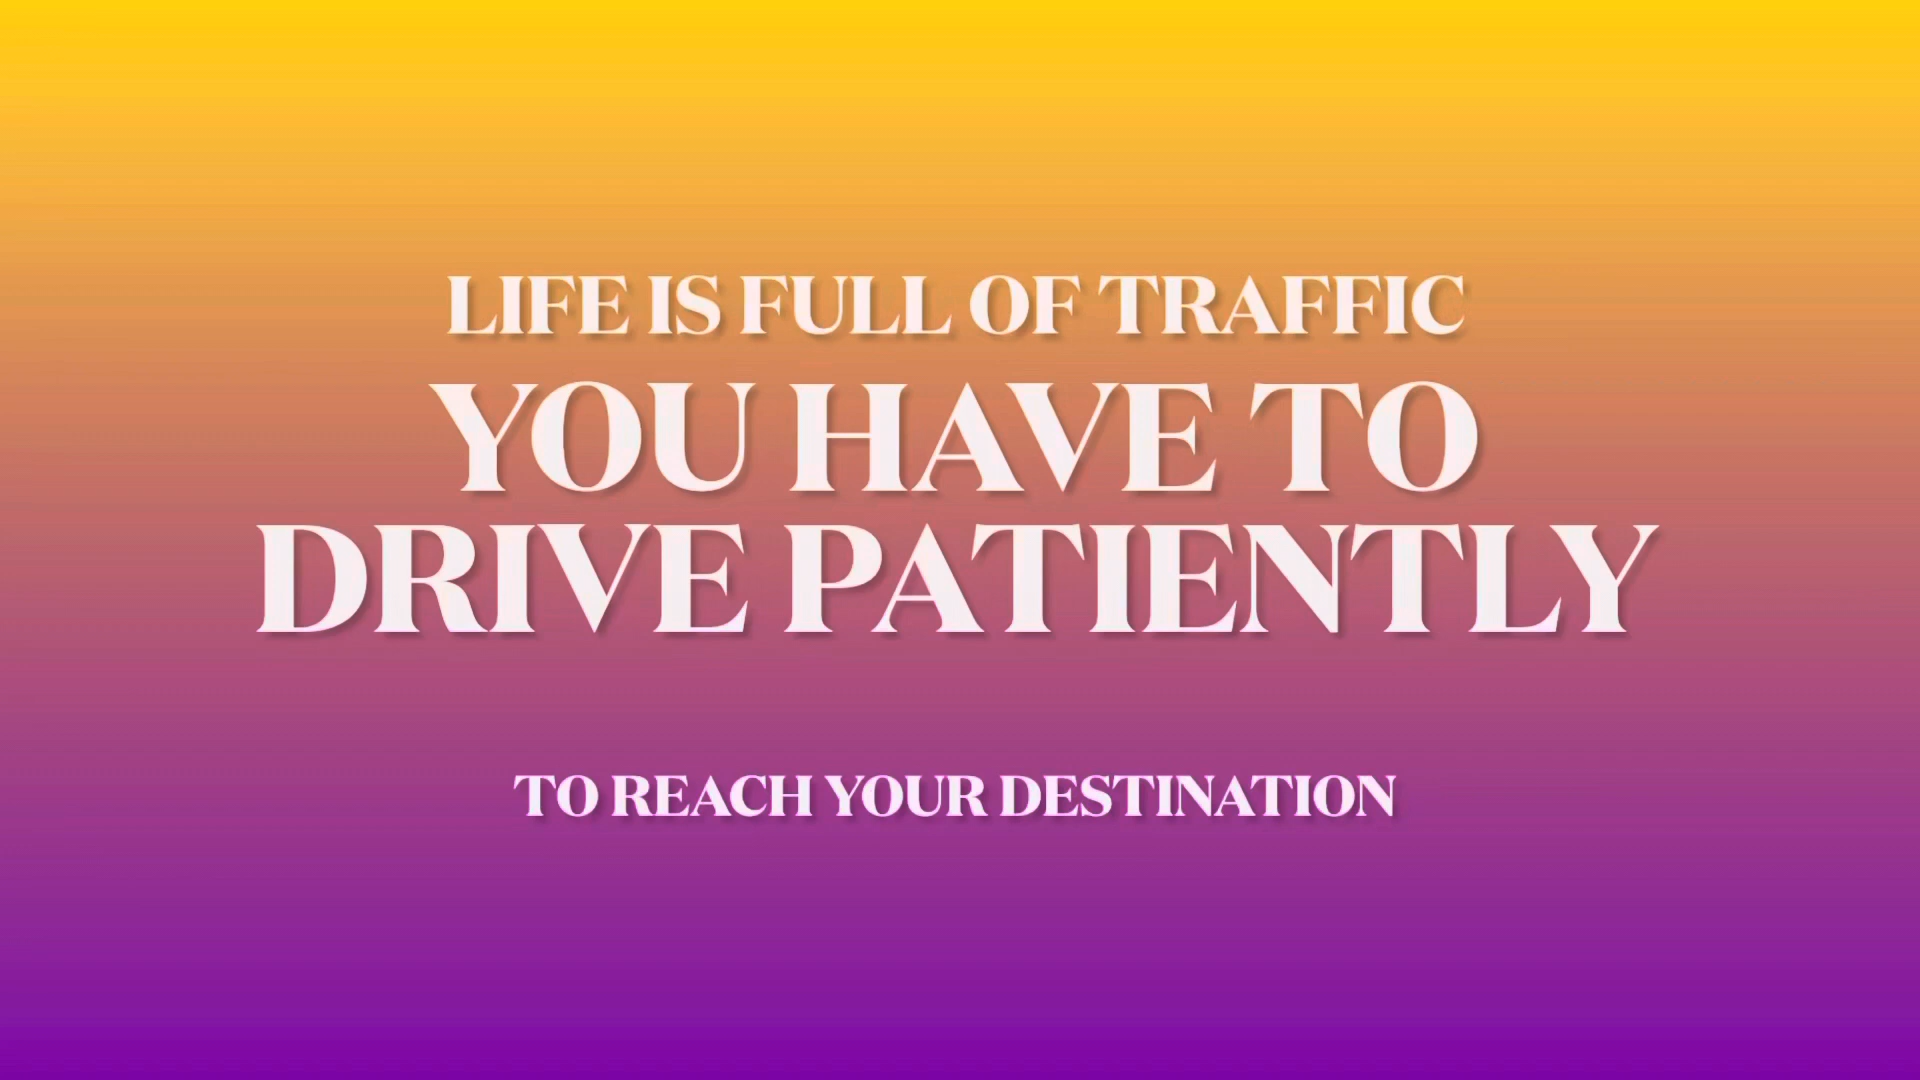 LIFE IS FULL OF TRAFFIC
YOU HAVE TO
DRIVE PATIENTLY
TO REACH YOUR DESTINATION